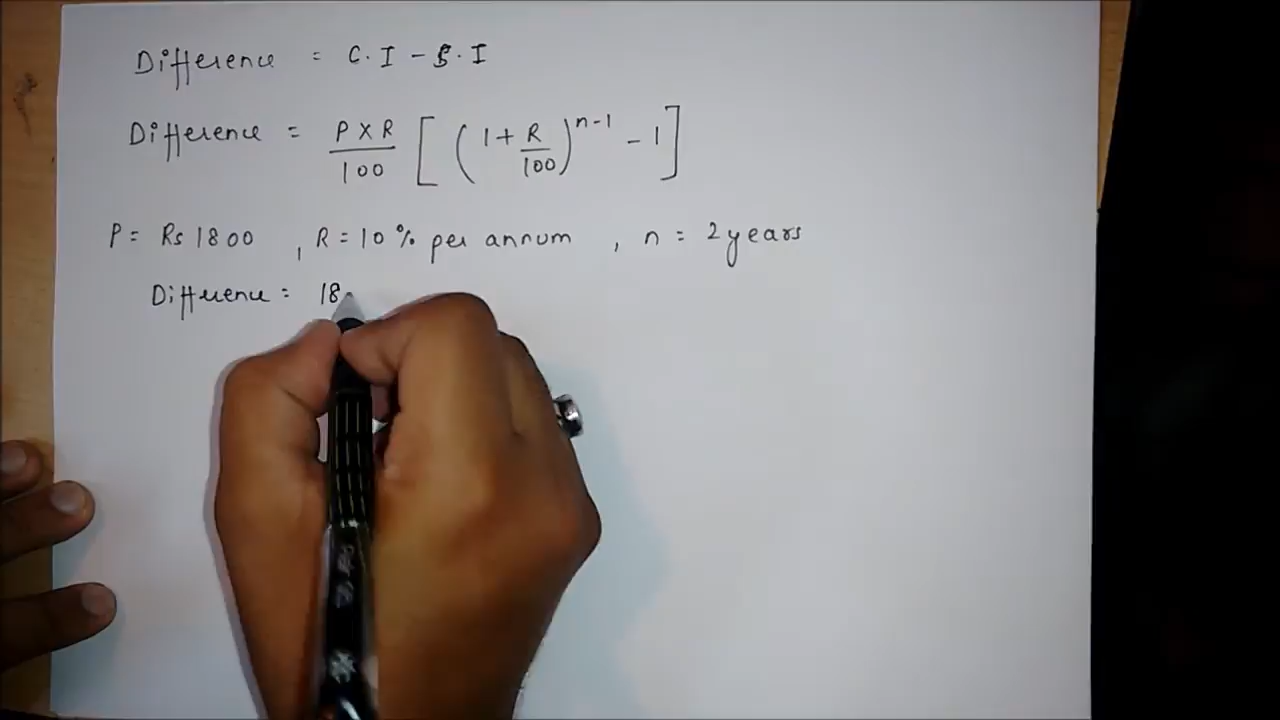 Difference = C.I - S.I
Difference = P X R / 100 [ ( 1 + R / 100 )^n-1 - 1 ]
P = Rs 1800 , R = 10 % per annum , n = 2 years
Difference = 18